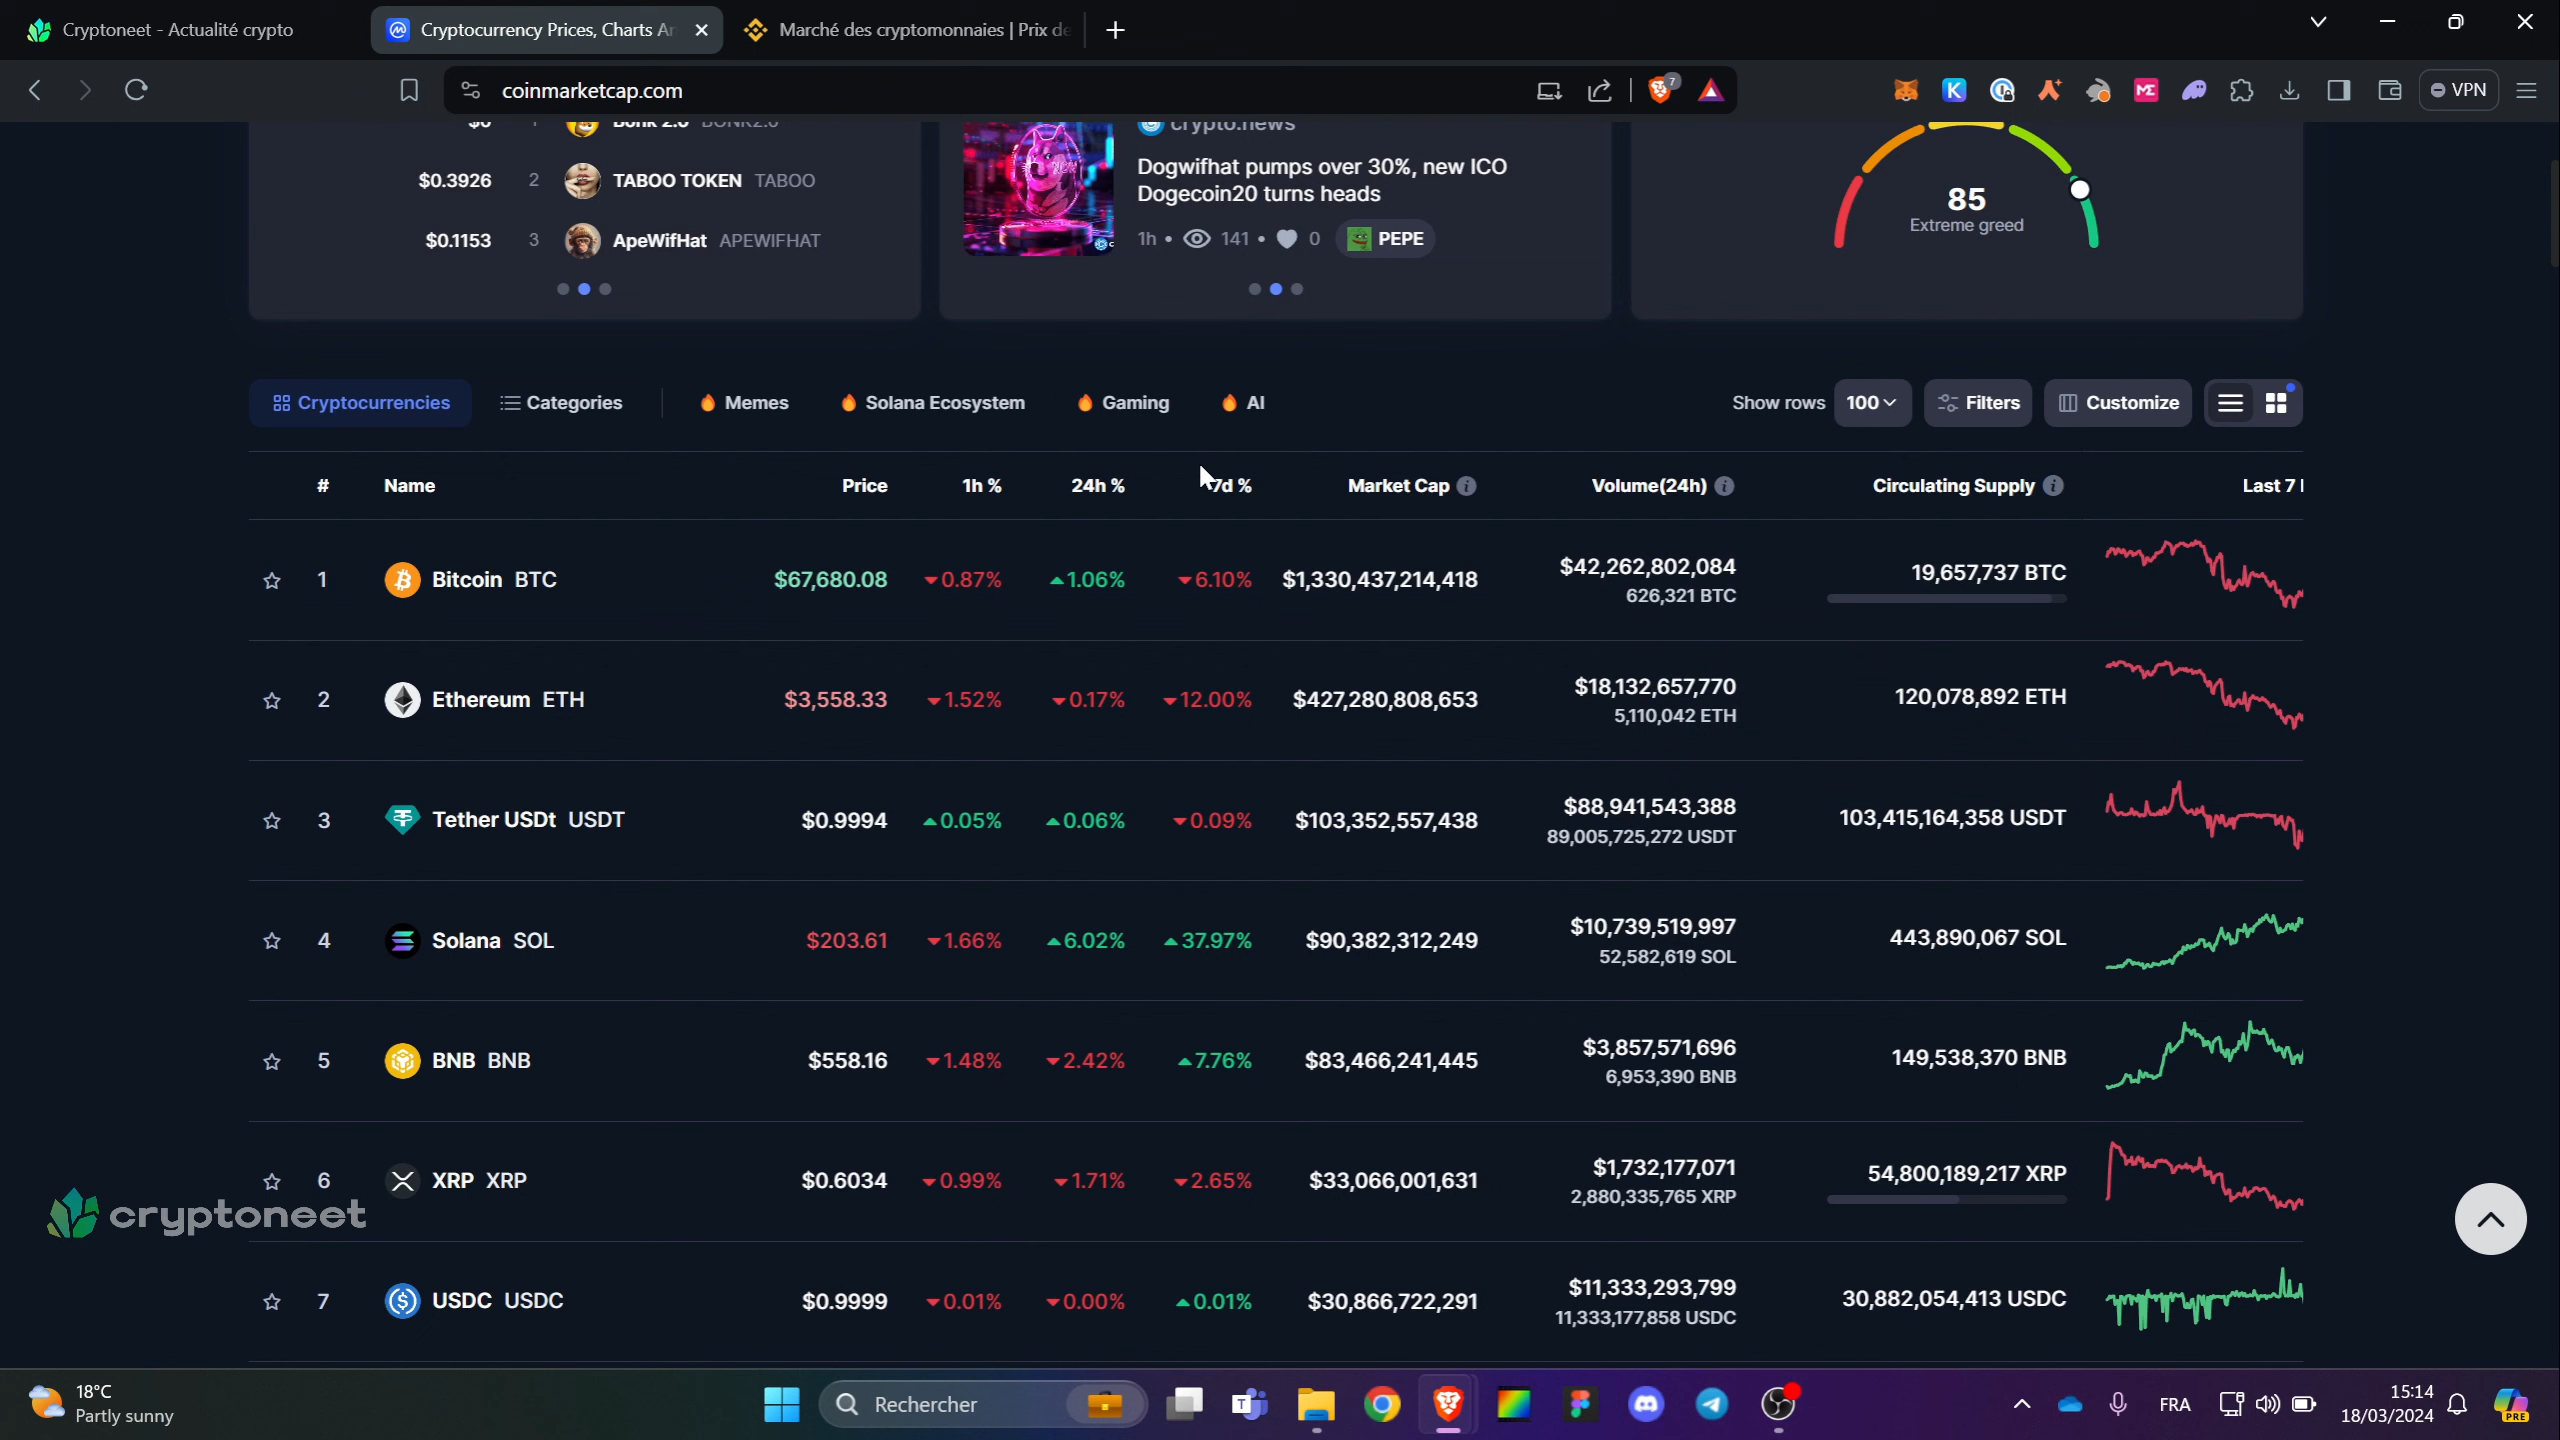 Cryptoneet - Actualité crypto
Cryptocurrency Prices, Charts Ar
Marché des cryptomonnaies | Prix de
coinmarketcap.com
7
VPN
$0 1 Bonk 2.0 BONK2.0
$0.3926 2 TABOO TOKEN TABOO
$0.1153 3 ApeWifHat APEWIFHAT
crypto.news
Dogwifhat pumps over 30%, new ICO
Dogecoin20 turns heads
1h • 141 • 0 PEPE
85
Extreme greed
Cryptocurrencies Categories Memes Solana Ecosystem Gaming AI Show rows 100 Filters Customize
# Name Price 1h % 24h % 7d % Market Cap Volume(24h) Circulating Supply Last 7
1 Bitcoin BTC $67,680.08 0.87% 1.06% 6.10% $1,330,437,214,418 $42,262,802,084 19,657,737 BTC
626,321 BTC
2 Ethereum ETH $3,558.33 1.52% 0.17% 12.00% $427,280,808,653 $18,132,657,770 120,078,892 ETH
5,110,042 ETH
3 Tether USDt USDT $0.9994 0.05% 0.06% 0.09% $103,352,557,438 $88,941,543,388 103,415,164,358 USDT
89,005,725,272 USDT
4 Solana SOL $203.61 1.66% 6.02% 37.97% $90,382,312,249 $10,739,519,997 443,890,067 SOL
52,582,619 SOL
5 BNB BNB $558.16 1.48% 2.42% 7.76% $83,466,241,445 $3,857,571,696 149,538,370 BNB
6,953,390 BNB
6 XRP XRP $0.6034 0.99% 1.71% 2.65% $33,066,001,631 $1,732,177,071 54,800,189,217 XRP
2,880,335,765 XRP
cryptoneet
7 USDC USDC $0.9999 0.01% 0.00% 0.01% $30,866,722,291 $11,333,293,799 30,882,054,413 USDC
11,333,177,858 USDC
18°C
Partly sunny
Rechercher
FRA
15:14
18/03/2024
PRE